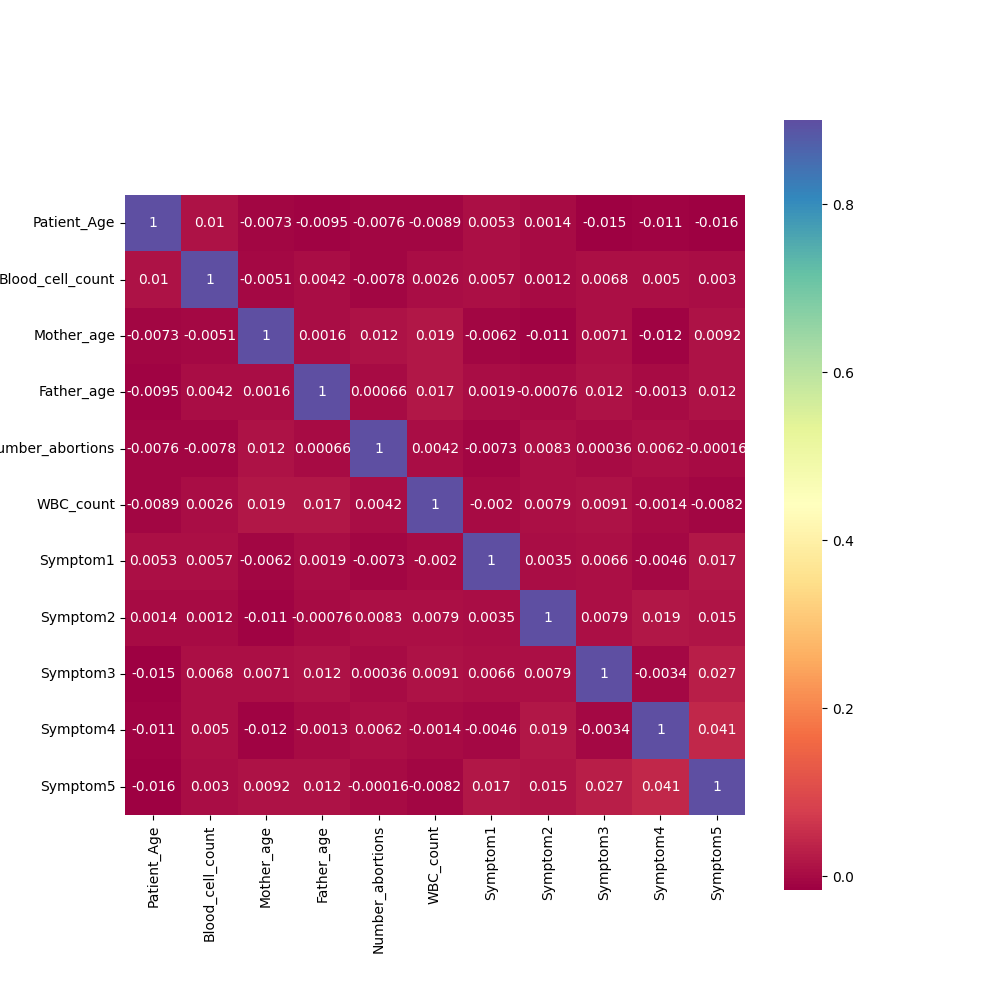 Patient_Age 1 0.01 -0.0073 -0.0095 -0.0076 -0.0089 0.0053 0.0014 -0.015 -0.011 -0.016
Blood_cell_count 0.01 1 -0.0051 0.0042 -0.0078 0.0026 0.0057 0.0012 0.0068 0.005 0.003
Mother_age -0.0073 -0.0051 1 0.0016 0.012 0.019 -0.0062 -0.011 0.0071 -0.012 0.0092
Father_age -0.0095 0.0042 0.0016 1 0.00066 0.017 0.0019 -0.00076 0.012 -0.0013 0.012
umber_abortions -0.0076 -0.0078 0.012 0.00066 1 0.0042 -0.0073 0.0083 0.00036 0.0062 -0.00016
WBC_count -0.0089 0.0026 0.019 0.017 0.0042 1 -0.002 0.0079 0.0091 -0.0014 -0.0082
Symptom1 0.0053 0.0057 -0.0062 0.0019 -0.0073 -0.002 1 0.0035 0.0066 -0.0046 0.017
Symptom2 0.0014 0.0012 -0.011 -0.00076 0.0083 0.0079 0.0035 1 0.0079 0.019 0.015
Symptom3 -0.015 0.0068 0.0071 0.012 0.00036 0.0091 0.0066 0.0079 1 -0.0034 0.027
Symptom4 -0.011 0.005 -0.012 -0.0013 0.0062 -0.0014 -0.0046 0.019 -0.0034 1 0.041
Symptom5 -0.016 0.003 0.0092 0.012 -0.00016 -0.0082 0.017 0.015 0.027 0.041 1
Patient_Age
Blood_cell_count
Mother_age
Father_age
Number_abortions
WBC_count
Symptom1
Symptom2
Symptom3
Symptom4
Symptom5
0.8
0.6
0.4
0.2
0.0